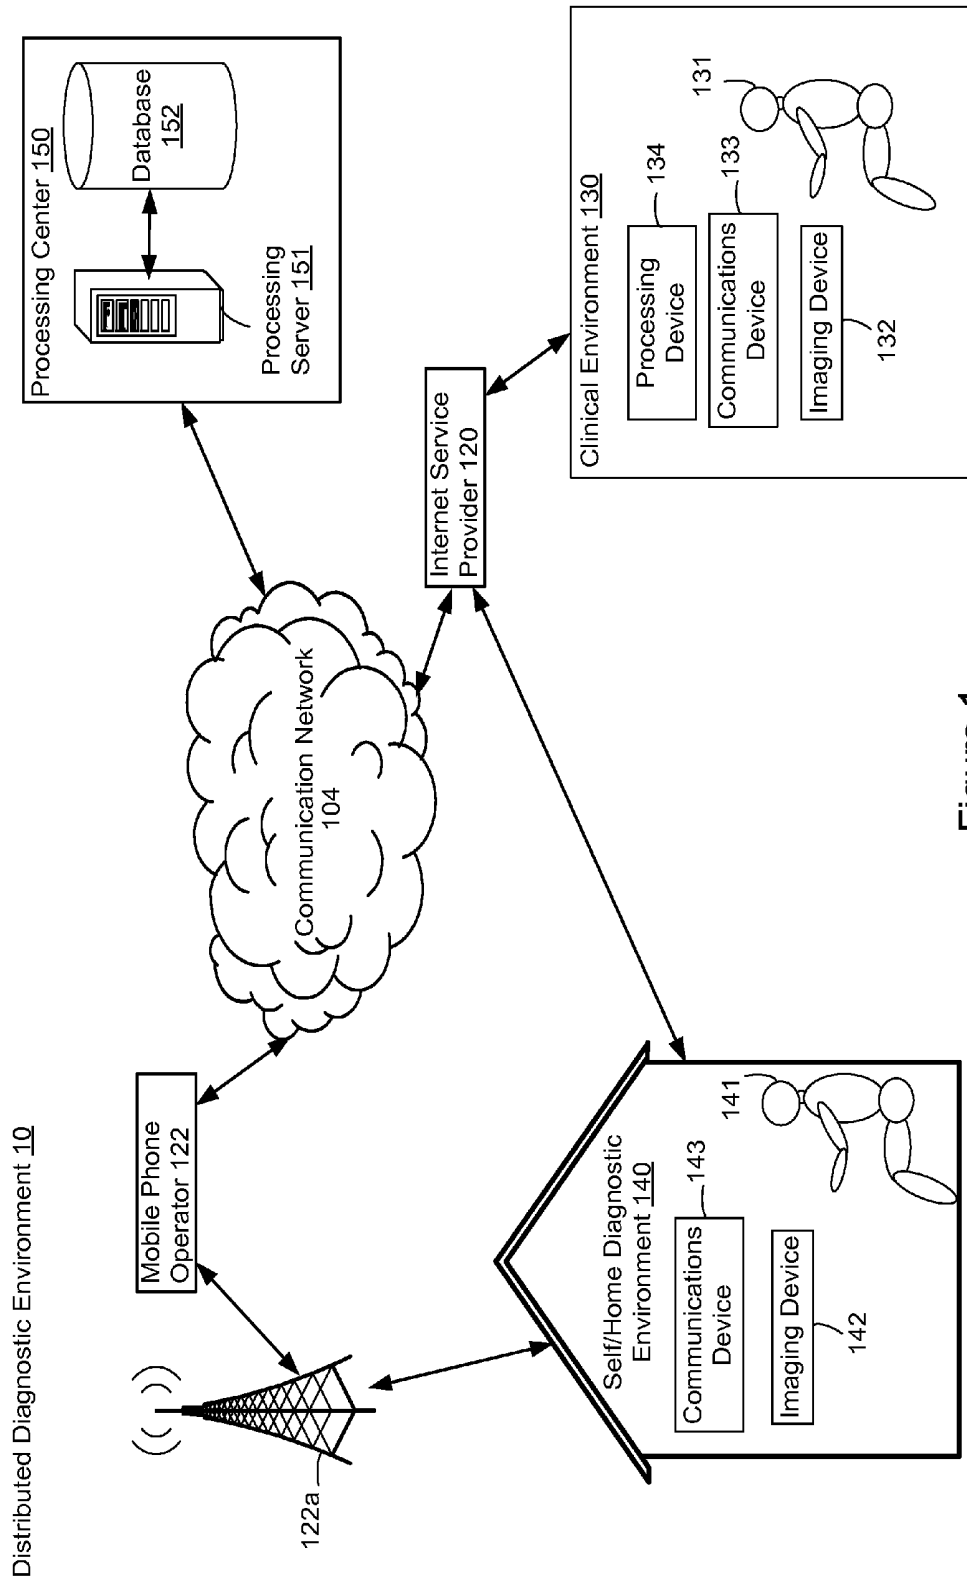 Distributed Diagnostic Environment 10
Mobile Phone
Operator 122
122a
Communication Network
104
Processing Center 150
Database
152
Processing
Server 151
Internet Service
Provider 120
Self/Home Diagnostic
Environment 140
Communications
Device
143
141
Imaging Device
142
Clinical Environment 130
Processing
Device
134
Communications
Device
133
131
Imaging Device
132
Figure 1